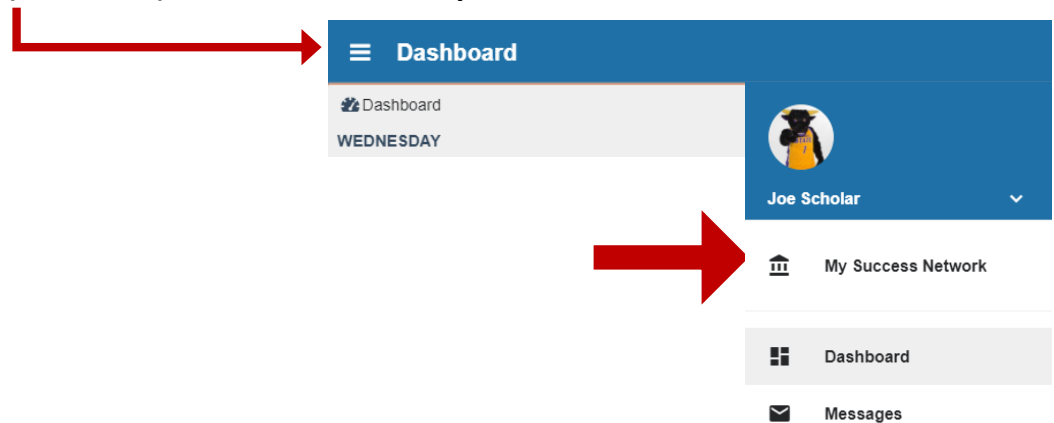 Dashboard
Dashboard
WEDNESDAY
Joe Scholar
My Success Network
Dashboard
Messages